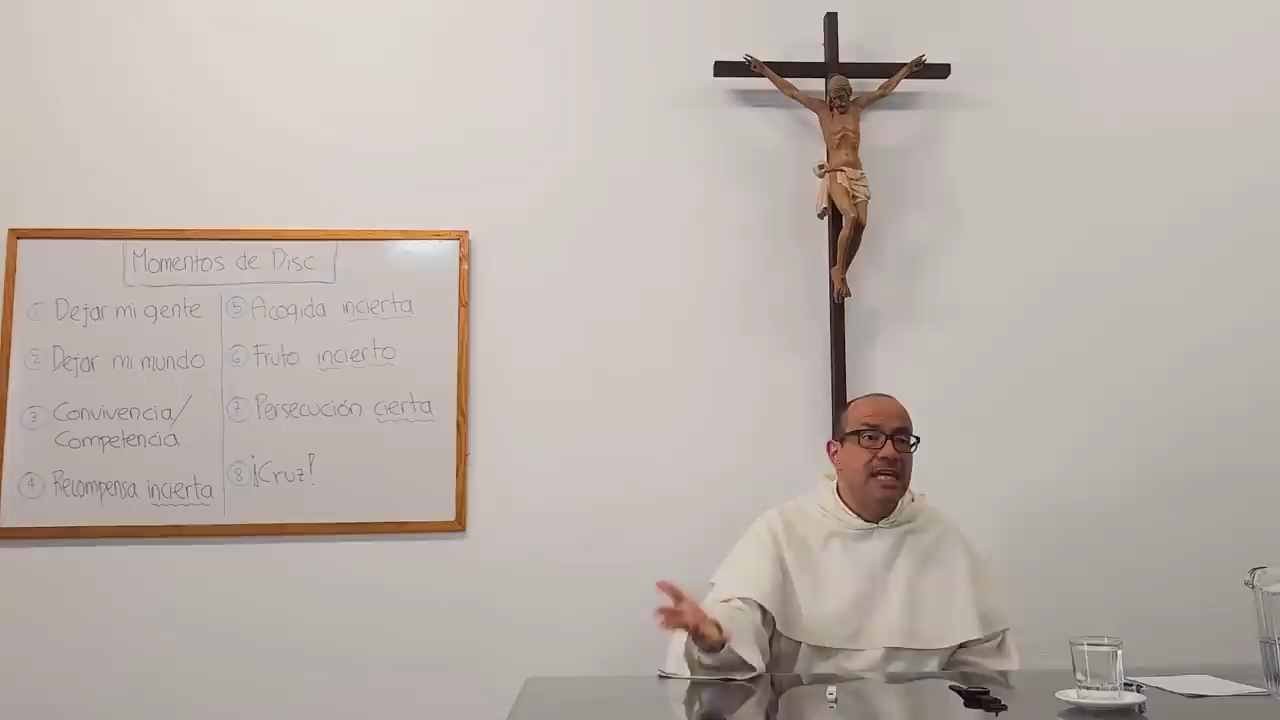 Momentos de Disc
① Dejar mi gente
② Dejar mi mundo
③ Convivencia/
Competencia
④ Recompensa incierta
⑤ Acogida incierta
⑥ Fruto incierto
⑦ Persecución cierta
⑧ ¡Cruz!